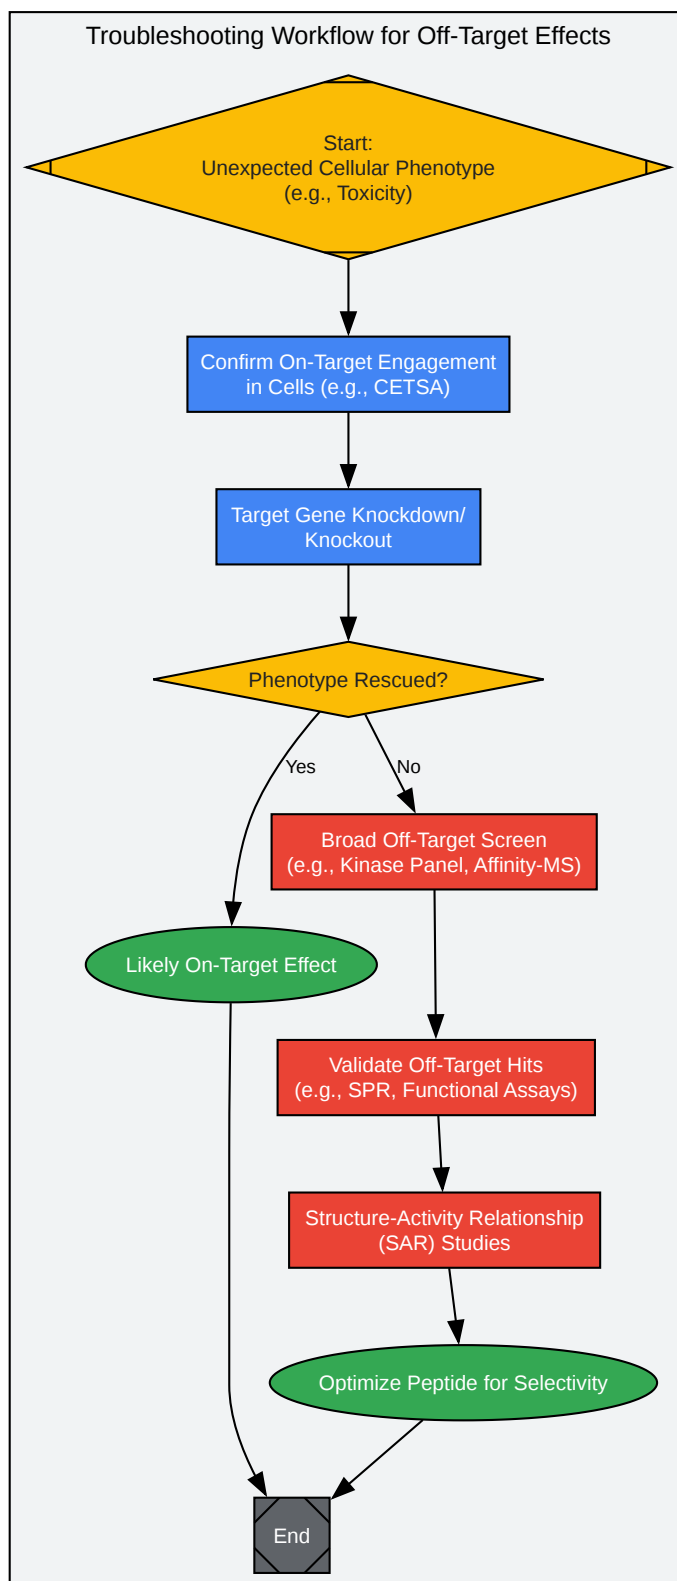 Troubleshooting Workflow for Off-Target Effects
Start:
Unexpected Cellular Phenotype
(e.g., Toxicity)
Confirm On-Target Engagement
in Cells (e.g., CETSA)
Target Gene Knockdown/
Knockout
Phenotype Rescued?
Yes
No
Broad Off-Target Screen
(e.g., Kinase Panel, Affinity-MS)
Likely On-Target Effect
Validate Off-Target Hits
(e.g., SPR, Functional Assays)
Structure-Activity Relationship
(SAR) Studies
Optimize Peptide for Selectivity
End